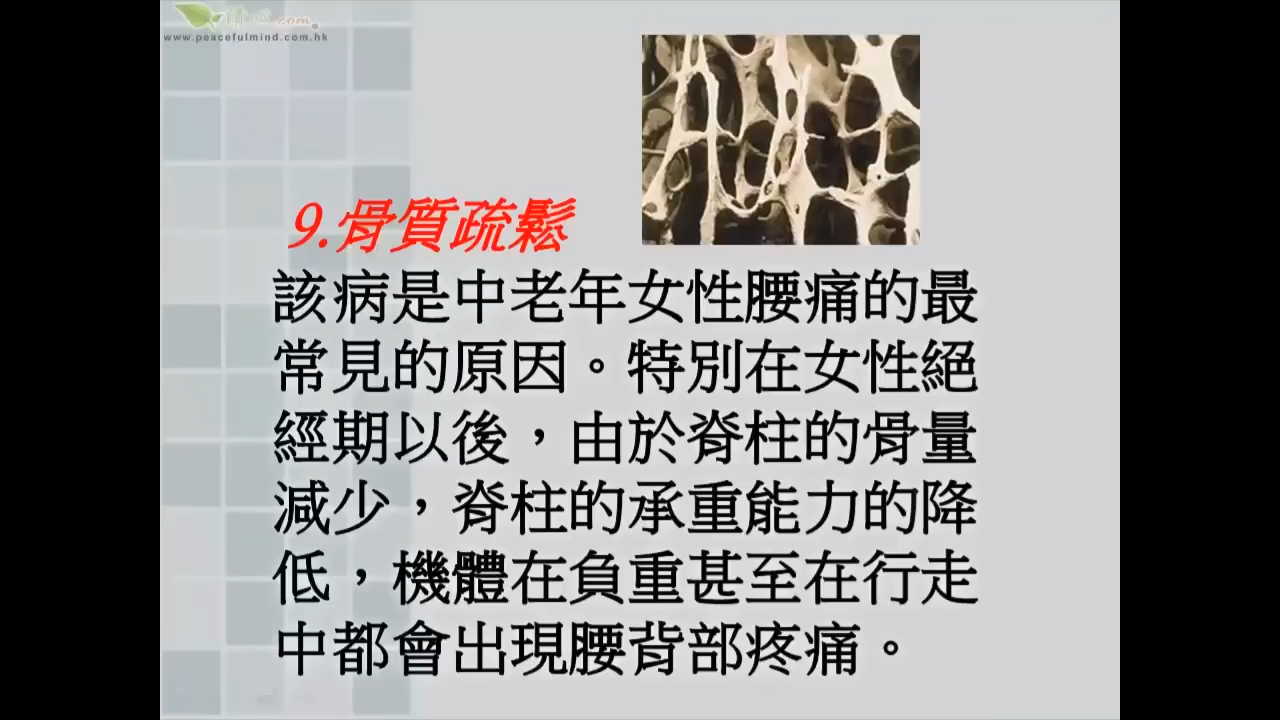 清心.com
www.peacefulmind.com.hk
9.骨質疏鬆
該病是中老年女性腰痛的最
常見的原因。特別在女性絕
經期以後，由於脊柱的骨量
減少，脊柱的承重能力的降
低，機體在負重甚至在行走
中都會出現腰背部疼痛。